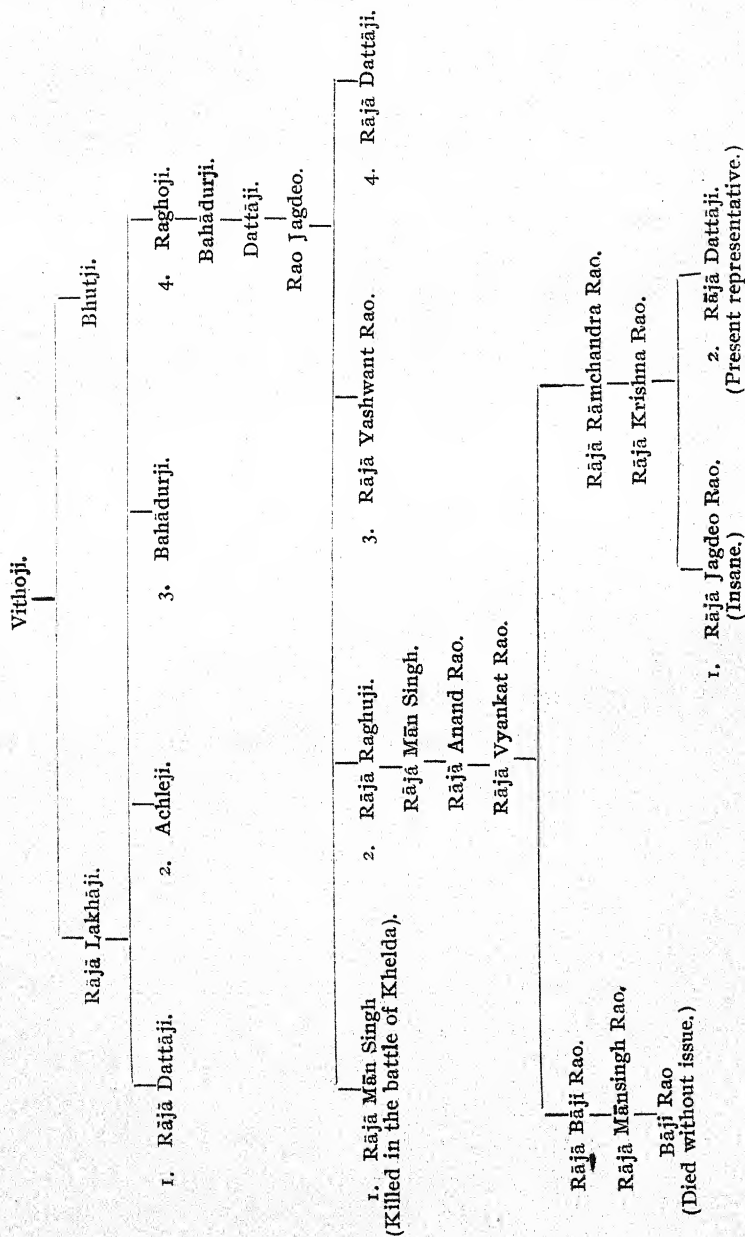 Vithoji.
Rājā Lakhāji.
Bhutji.
1. Rājā Dattāji.
2. Achleji.
3. Bahādurji.
4. Raghoji.
Bahādurji.
Dattāji.
Rao Jagdeo.
1. Rājā Mān Singh
(Killed in the battle of Khelda).
2. Rājā Raghuji.
3. Rājā Yashwant Rao.
4. Rājā Dattāji.
Rājá Mān Singh.
Rājā Anand Rao.
Rājā Vyankat Rao.
Rājā Bāji Rao.
Rājā Mānsingh Rao.
Bāji Rao
(Died without issue.)
Rājā Rāmchandra Rao.
Rājā Krishna Rao.
1. Rājā Jagdeo Rao.
(Insane.)
2. Rājā Dattāji.
(Present representative.)